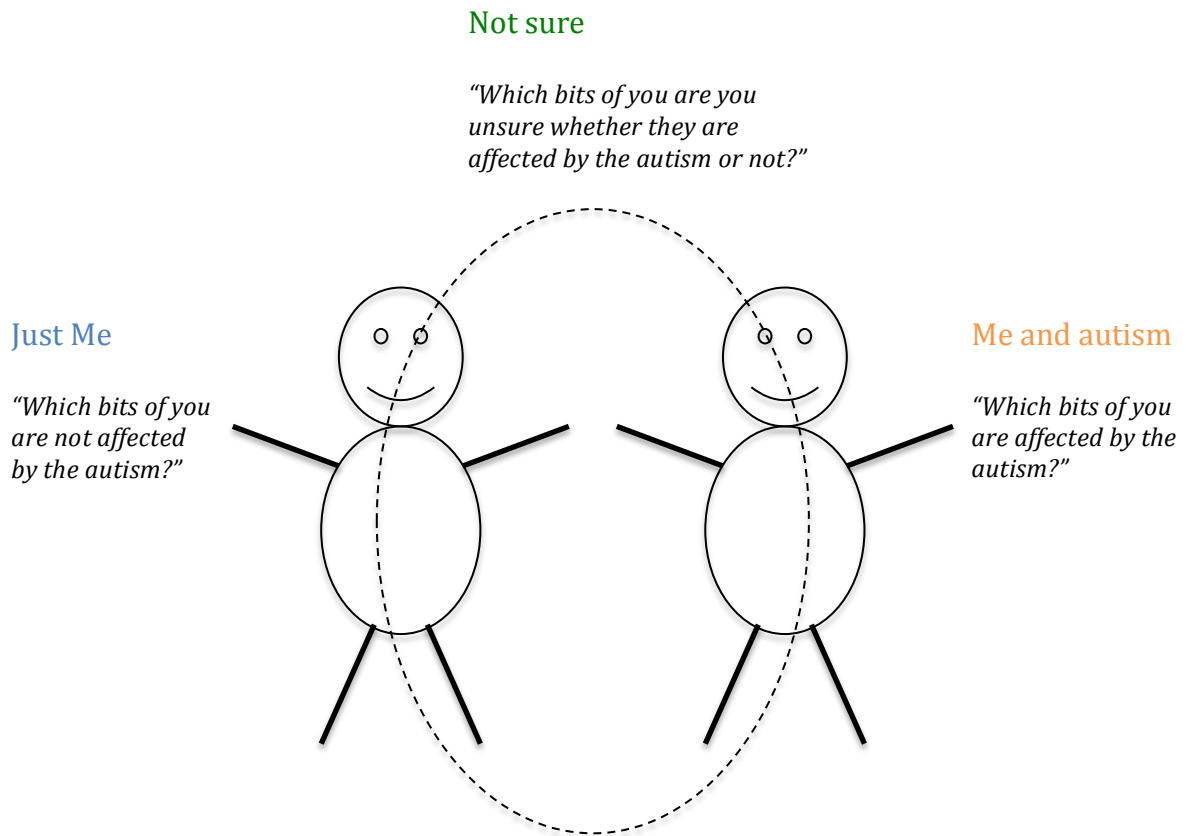 Not sure
“Which bits of you are you
unsure whether they are
affected by the autism or not?”
Just Me
“Which bits of you
are not affected
by the autism?”
Me and autism
“Which bits of you
are affected by the
autism?”